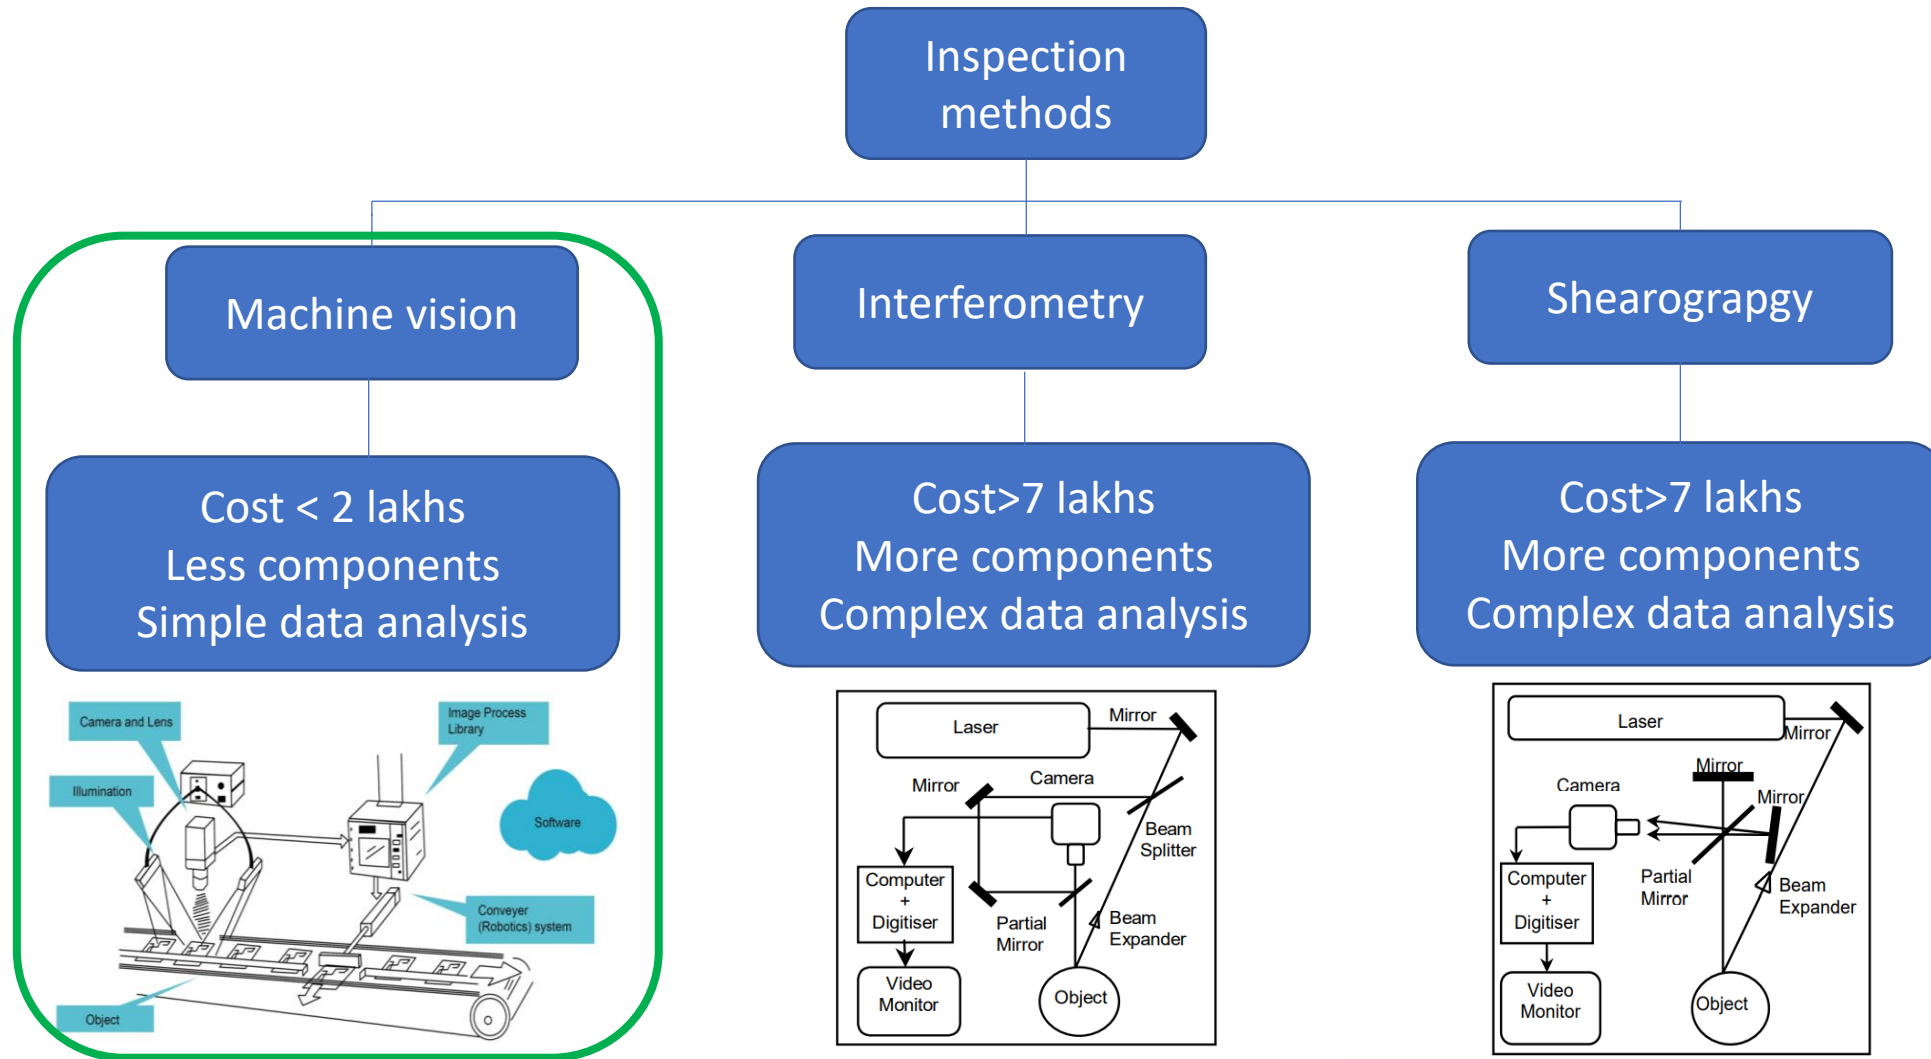 Inspection
methods
Machine vision
Interferometry
Shearograpgy
Cost < 2 lakhs
Less components
Simple data analysis
Cost>7 lakhs
More components
Complex data analysis
Cost>7 lakhs
More components
Complex data analysis
Camera and Lens
Image Process
Library
Illumination
Software
Conveyer
(Robotics) system
Object
Laser
Mirror
Mirror
Camera
Beam
Splitter
Computer
+
Digitiser
Partial
Mirror
Beam
Expander
Video
Monitor
Object
Laser
Mirror
Mirror
Camera
Mirror
Computer
+
Digitiser
Partial
Mirror
Beam
Expander
Video
Monitor
Object